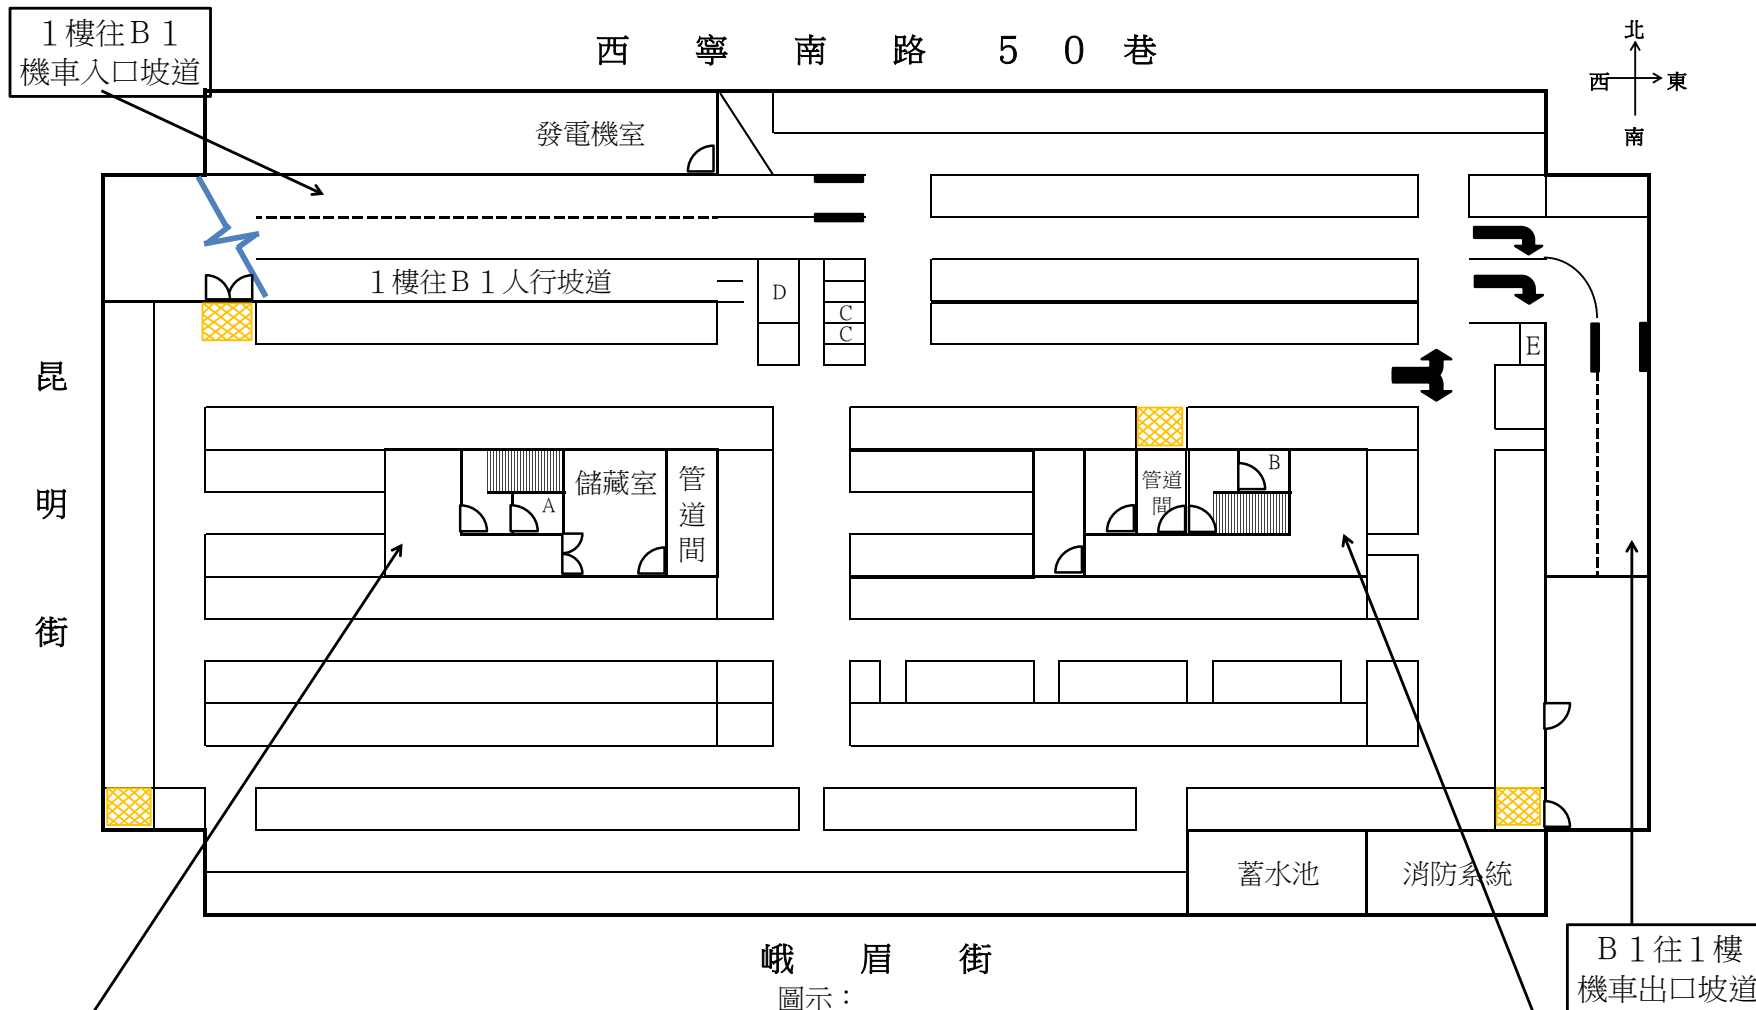 １樓往Ｂ１
機車入口坡道
西寧南路５０巷
北
西 東
南
發電機室
１樓往Ｂ１人行坡道
D
C
C
E
昆明街
儲藏室
管道間
A
管道間
B
蓄水池
消防系統
峨眉街
圖示：
Ｂ１往１樓
機車出口坡道